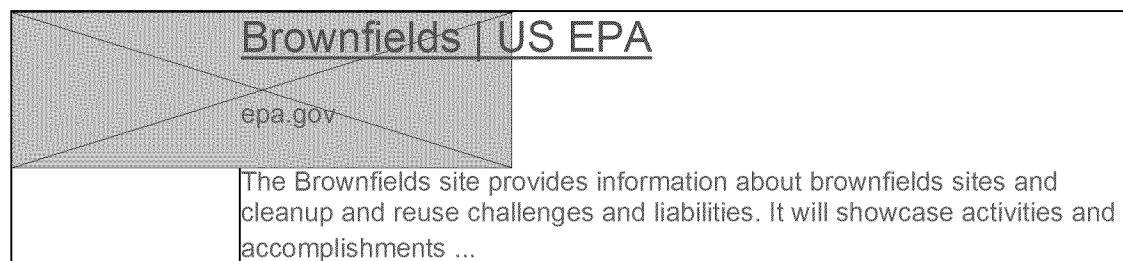 Brownfields | US EPA
epa.gov
The Brownfields site provides information about brownfields sites and
cleanup and reuse challenges and liabilities. It will showcase activities and
accomplishments ...